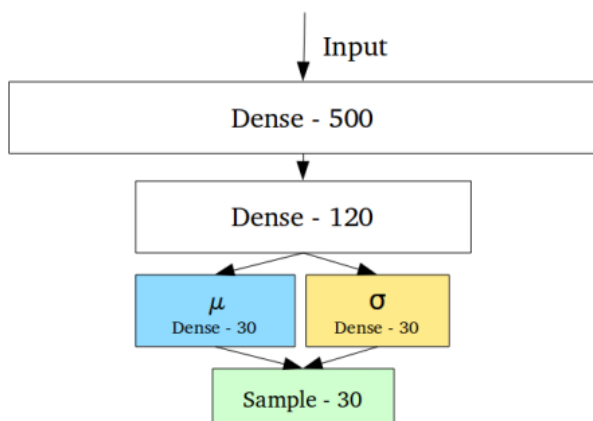 Input
Dense - 500
Dense - 120
μ
Dense - 30
σ
Dense - 30
Sample - 30